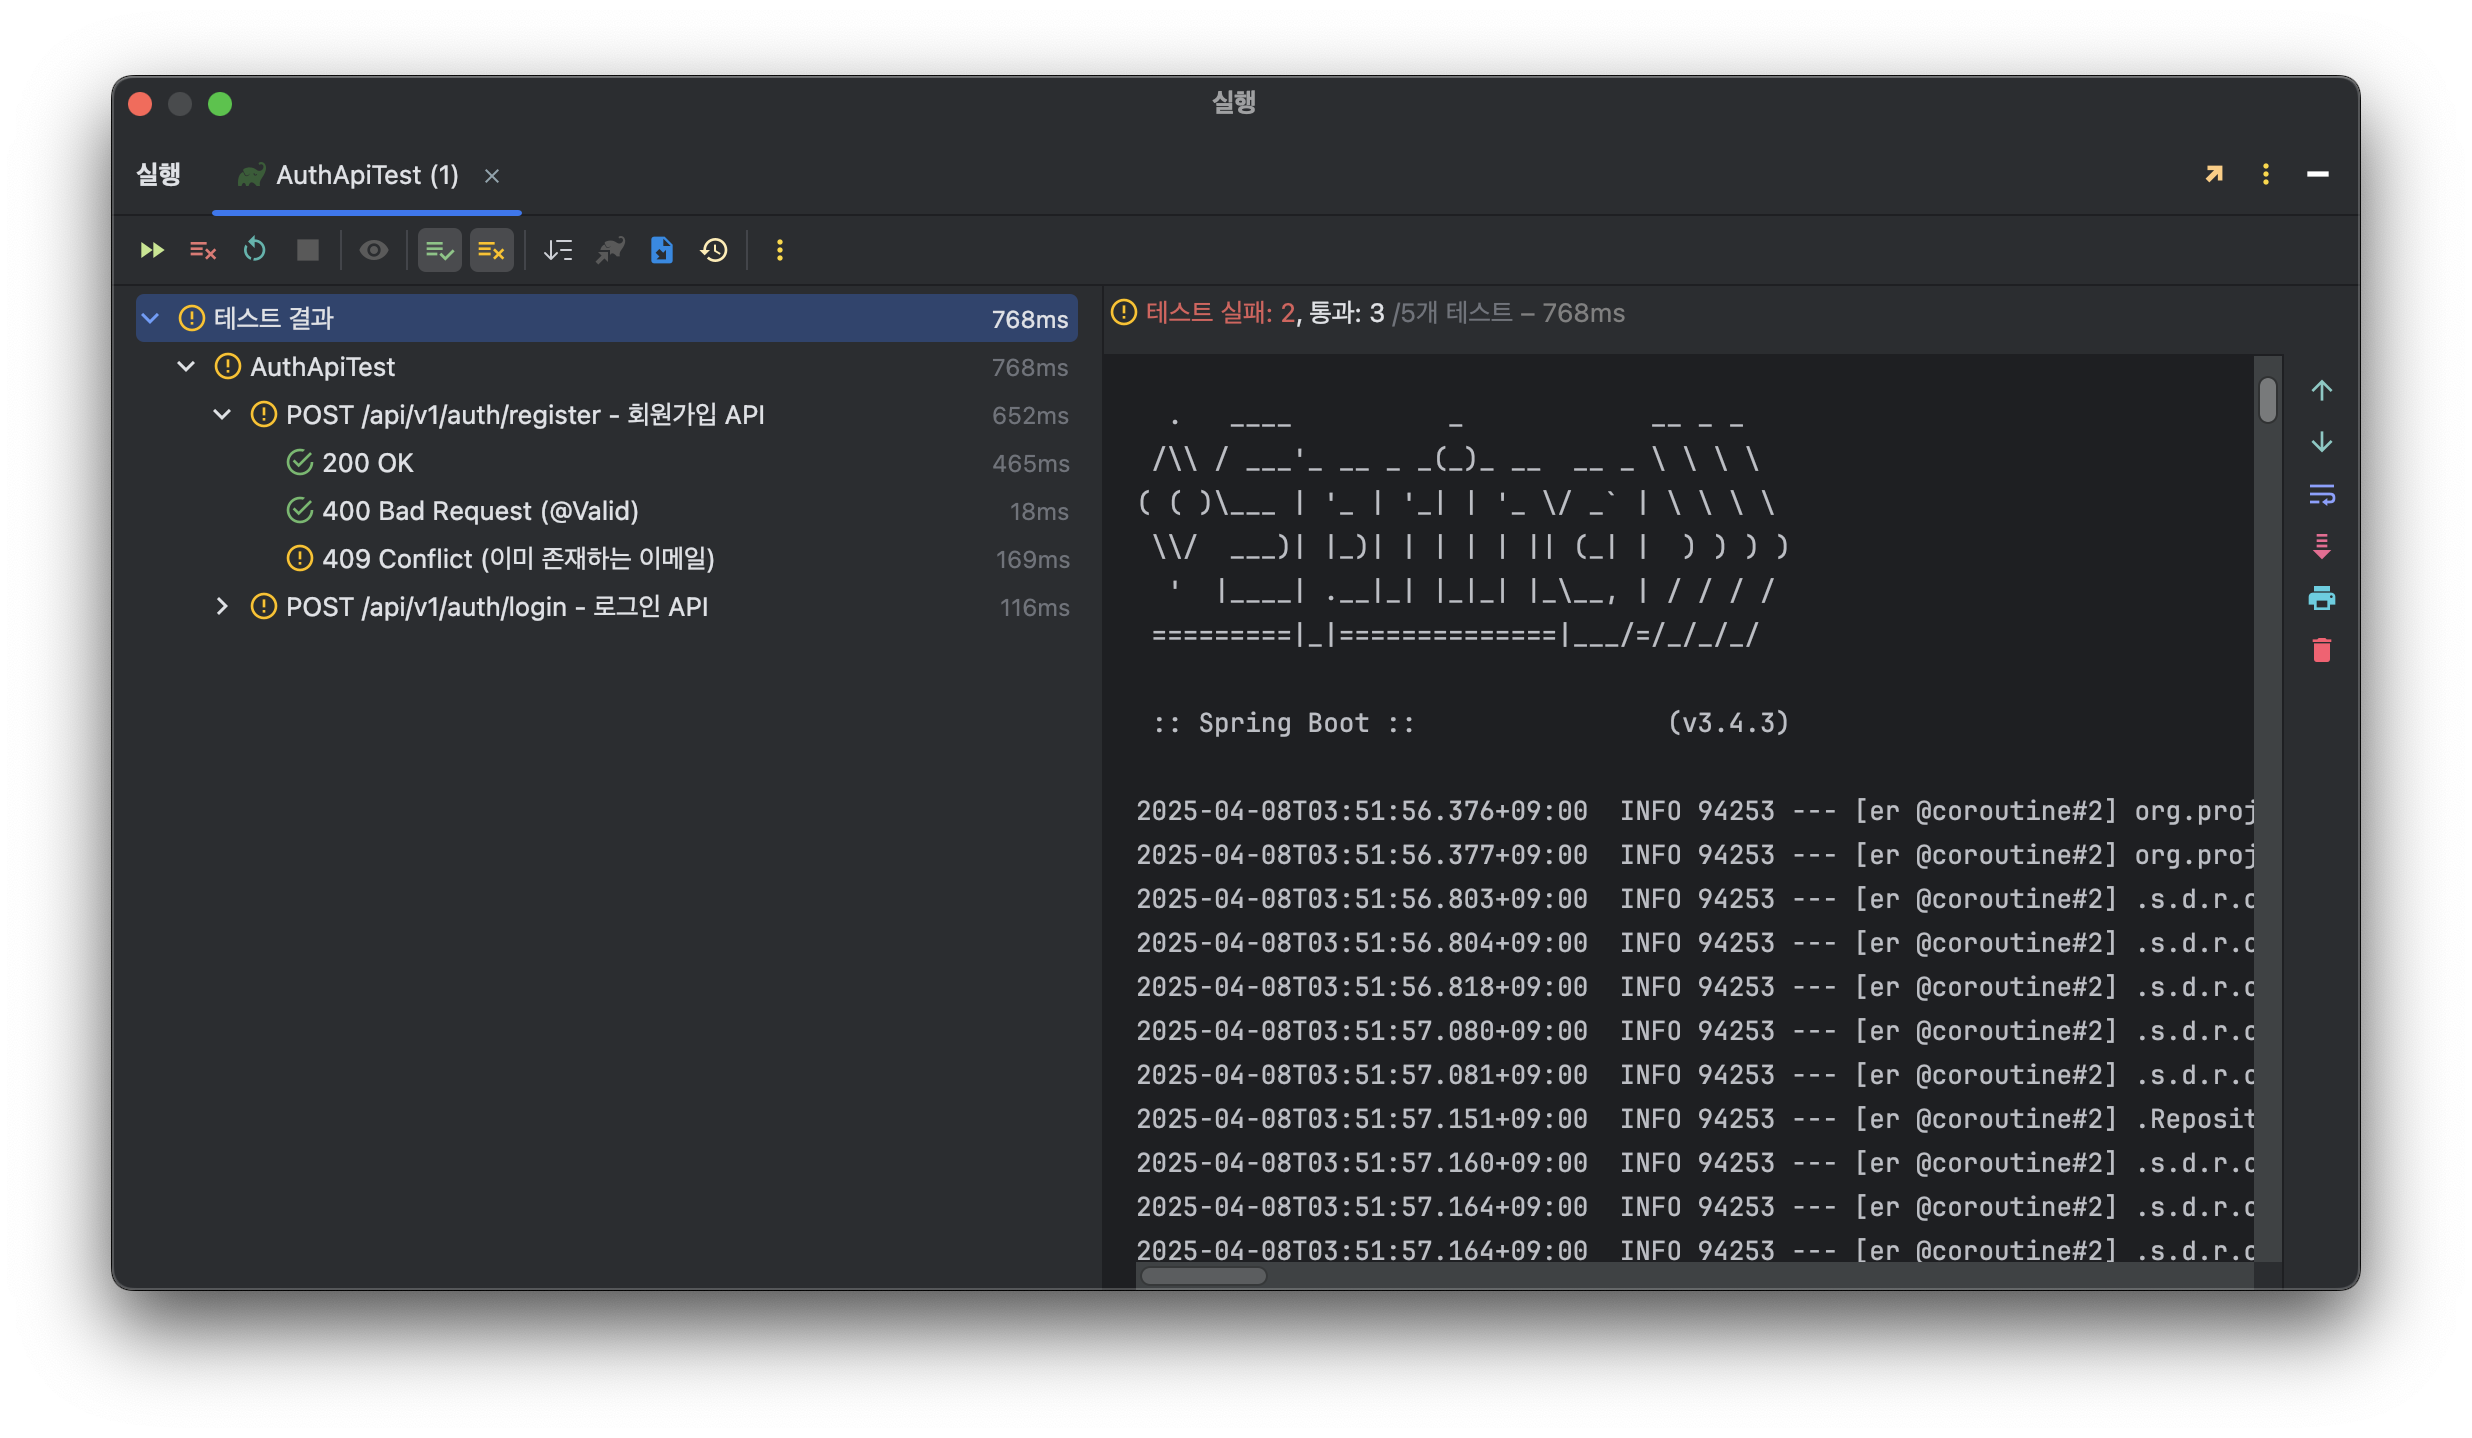 실행
실행
AuthApiTest (1)
테스트 결과 768ms
AuthApiTest 768ms
POST /api/v1/auth/register - 회원가입 API 652ms
200 OK 465ms
400 Bad Request (@Valid) 18ms
409 Conflict (이미 존재하는 이메일) 169ms
POST /api/v1/auth/login - 로그인 API 116ms
테스트 실패: 2, 통과: 3 /5개 테스트 – 768ms
  .   ____          _            __ _ _
 /\\ / ___'_ __ _ _(_)_ __  __ _ \ \ \ \
( ( )\___ | '_ | '_| | '_ \/ _` | \ \ \ \
 \\/  ___)| |_)| | | | | || (_| |  ) ) ) )
  '  |____| .__|_| |_|_| |_\__, | / / / /
 =========|_|==============|___/=/_/_/_/
:: Spring Boot :: (v3.4.3)
2025-04-08T03:51:56.376+09:00  INFO 94253 --- [er @coroutine#2] org.proj
2025-04-08T03:51:56.377+09:00  INFO 94253 --- [er @coroutine#2] org.proj
2025-04-08T03:51:56.803+09:00  INFO 94253 --- [er @coroutine#2] .s.d.r.c
2025-04-08T03:51:56.804+09:00  INFO 94253 --- [er @coroutine#2] .s.d.r.c
2025-04-08T03:51:56.818+09:00  INFO 94253 --- [er @coroutine#2] .s.d.r.c
2025-04-08T03:51:57.080+09:00  INFO 94253 --- [er @coroutine#2] .s.d.r.c
2025-04-08T03:51:57.081+09:00  INFO 94253 --- [er @coroutine#2] .s.d.r.c
2025-04-08T03:51:57.151+09:00  INFO 94253 --- [er @coroutine#2] .Reposit
2025-04-08T03:51:57.160+09:00  INFO 94253 --- [er @coroutine#2] .s.d.r.c
2025-04-08T03:51:57.164+09:00  INFO 94253 --- [er @coroutine#2] .s.d.r.c
2025-04-08T03:51:57.164+09:00  INFO 94253 --- [er @coroutine#2] .s.d.r.c